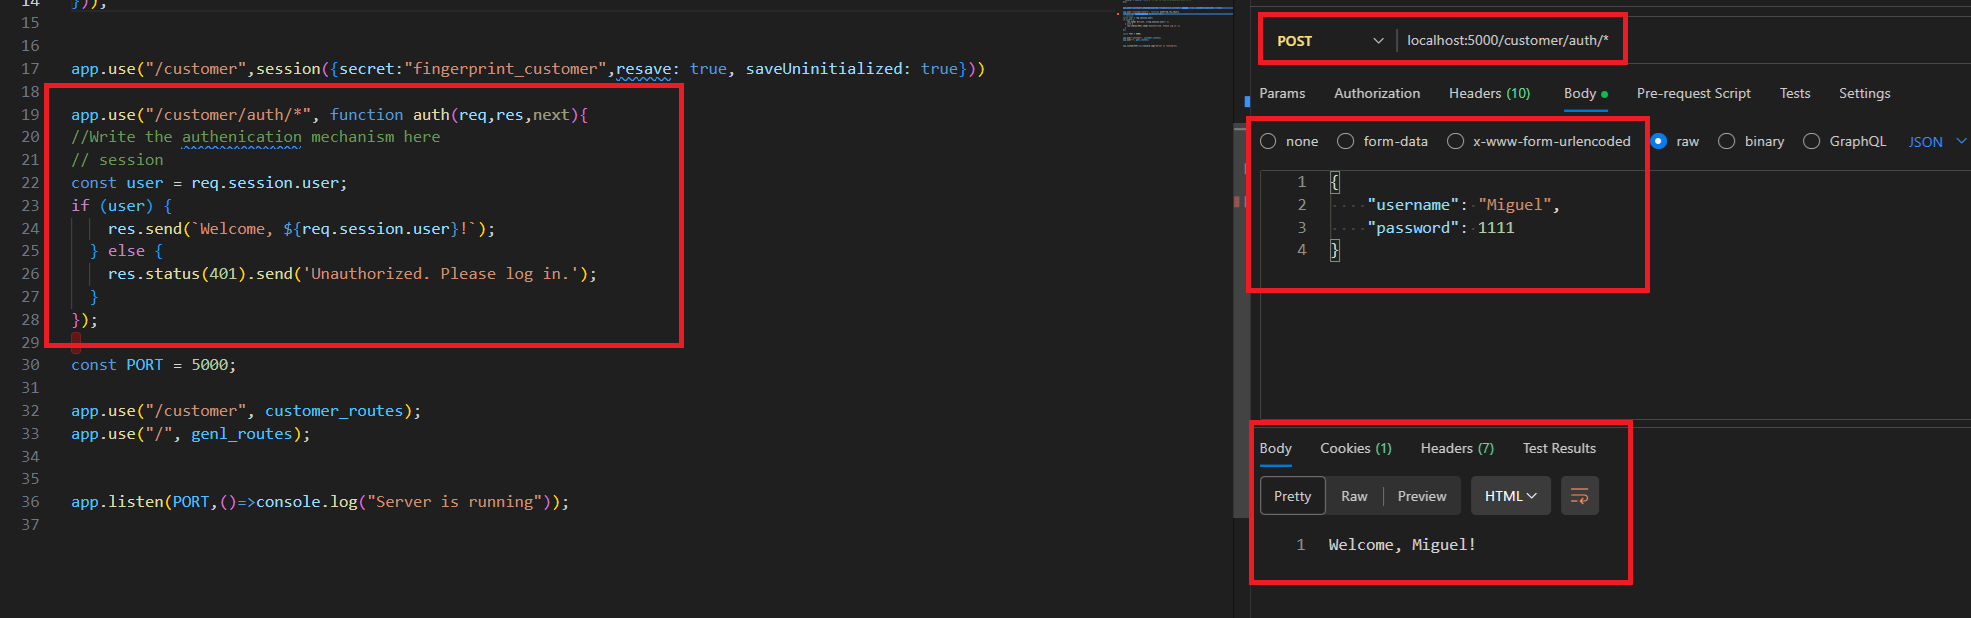 14 }));
15
16
17 app.use("/customer",session({secret:"fingerprint_customer",resave: true, saveUninitialized: true}))
18
19 app.use("/customer/auth/*", function auth(req,res,next){
20 //Write the authenication mechanism here
21 // session
22 const user = req.session.user;
23 if (user) {
24 res.send(`Welcome, ${req.session.user}!`);
25 } else {
26 res.status(401).send('Unauthorized. Please log in.');
27 }
28 });
29
30 const PORT = 5000;
31
32 app.use("/customer", customer_routes);
33 app.use("/", genl_routes);
34
35
36 app.listen(PORT,()=>console.log("Server is running"));
37
POST localhost:5000/customer/auth/*
Params Authorization Headers (10) Body Pre-request Script Tests Settings
none form-data x-www-form-urlencoded raw binary GraphQL JSON
1 {
2 "username": "Miguel",
3 "password": 1111
4 }
Body Cookies (1) Headers (7) Test Results
Pretty Raw Preview HTML
1 Welcome, Miguel!